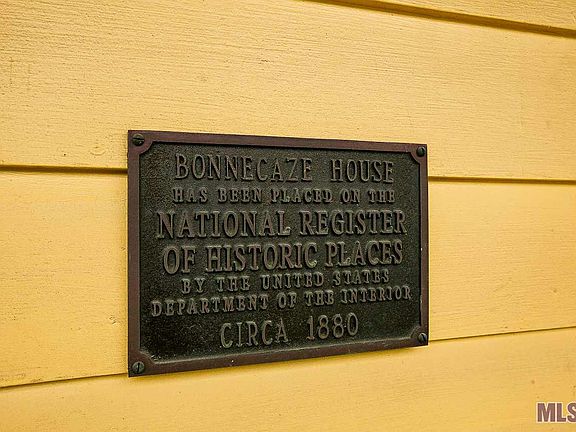 BONNECAZE HOUSE
HAS BEEN PLACED ON THE
NATIONAL REGISTER
OF HISTORIC PLACES
BY THE UNITED STATES
DEPARTMENT OF THE INTERIOR
CIRCA 1880
MLS